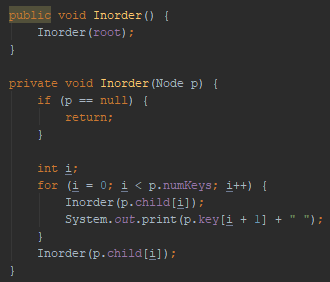 public void Inorder() {
    Inorder(root);
}

private void Inorder(Node p) {
    if (p == null) {
        return;
    }

    int i;
    for (i = 0; i < p.numKeys; i++) {
        Inorder(p.child[i]);
        System.out.print(p.key[i + 1] + " ");
    }
    Inorder(p.child[i]);
}